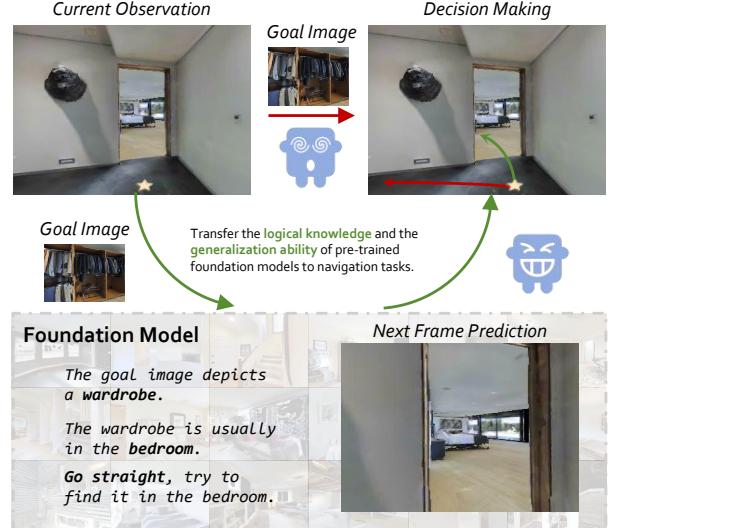 Current Observation
Goal Image
Decision Making
Goal Image
Transfer the logical knowledge and the
generalization ability of pre-trained
foundation models to navigation tasks.
Foundation Model
The goal image depicts
a wardrobe.
The wardrobe is usually
in the bedroom.
Go straight, try to
find it in the bedroom.
Next Frame Prediction